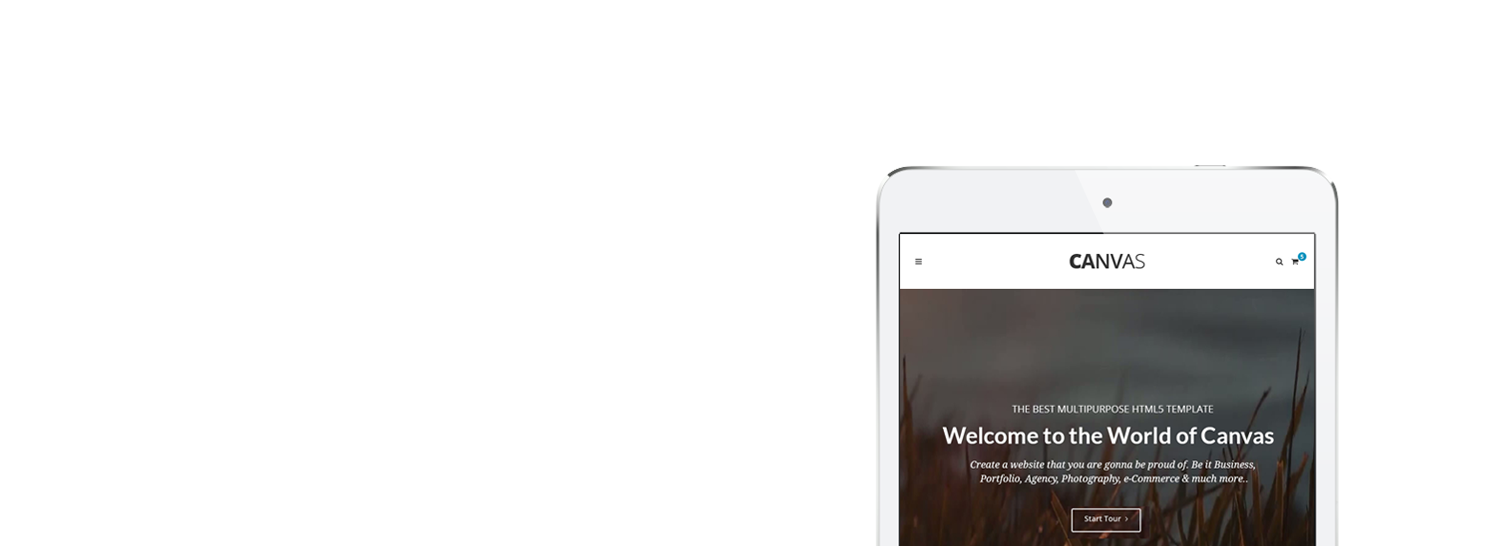 CANVAS
5
THE BEST MULTIPURPOSE HTML5 TEMPLATE
Welcome to the World of Canvas
Create a website that you are gonna be proud of. Be it Business,
Portfolio, Agency, Photography, e-Commerce & much more..
Start Tour ›